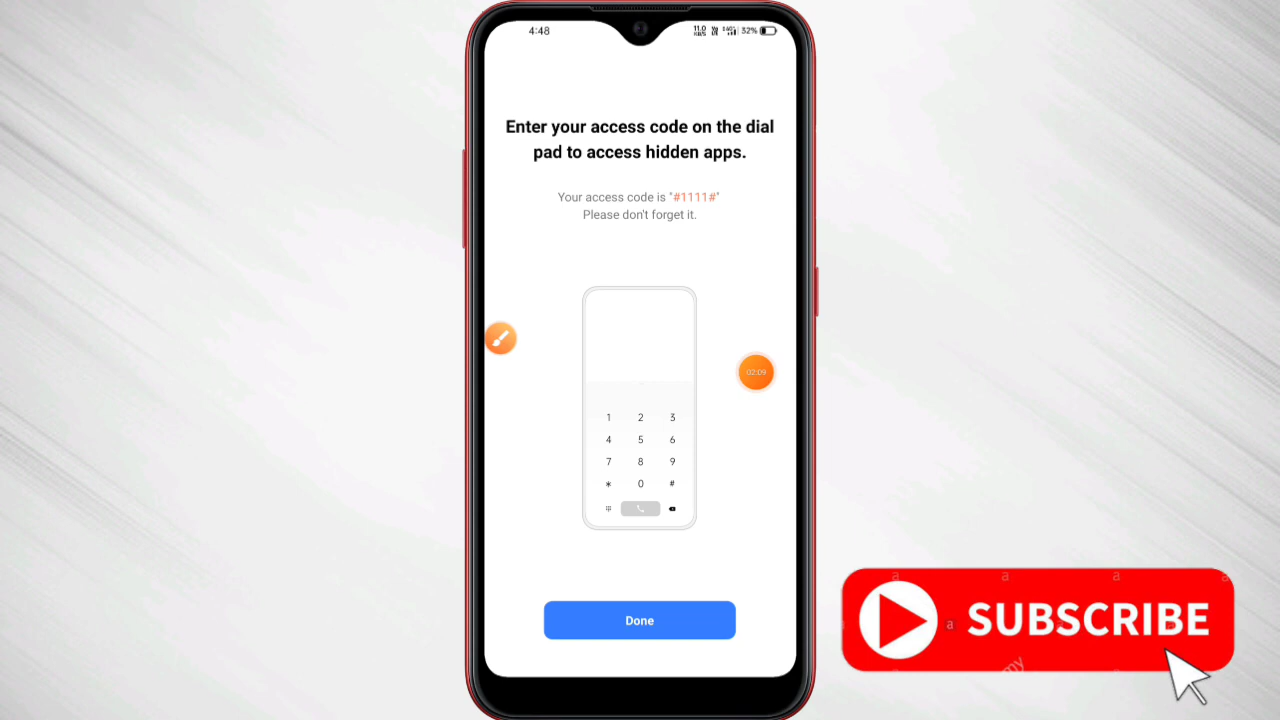 4:48
32%
Enter your access code on the dial
pad to access hidden apps.
Your access code is "#1111#"
Please don't forget it.
02:09
1 2 3
4 5 6
7 8 9
* 0 #
Done
SUBSCRIBE
a a a a
a a
my